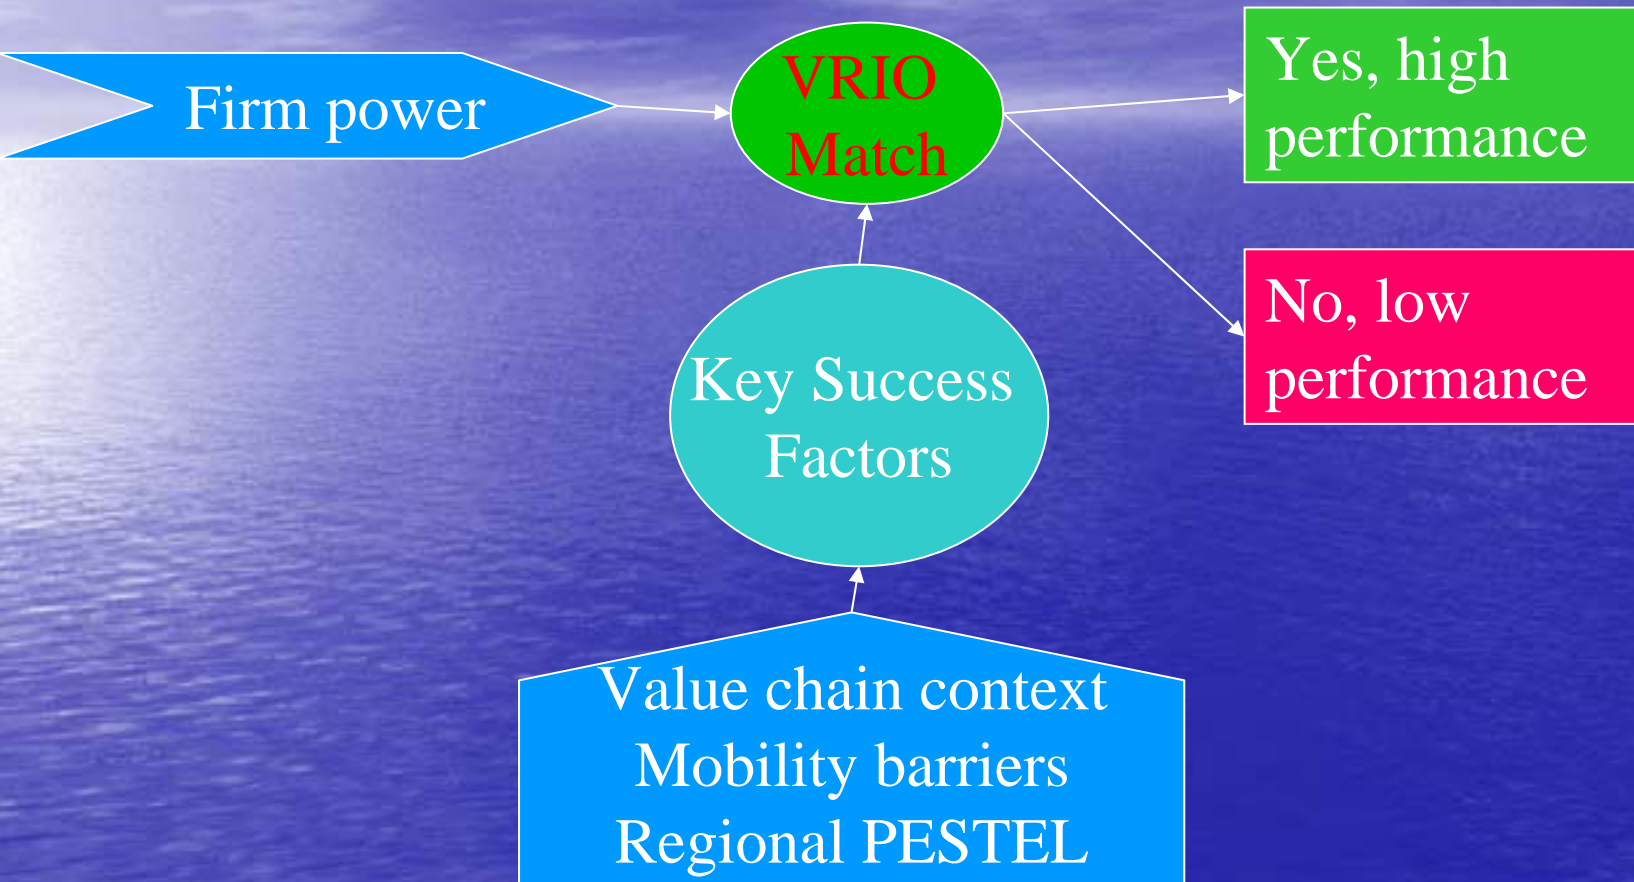 Firm power
VRIO
Match
Yes, high
performance
No, low
performance
Key Success
Factors
Value chain context
Mobility barriers
Regional PESTEL